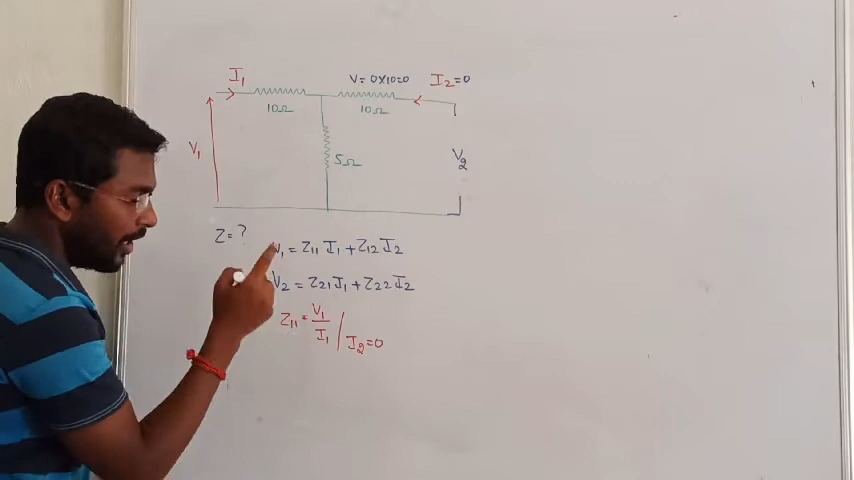 I1 V=0X10=0 I2=0
10Ω 10Ω
V1 5Ω V2
Z=?
V1 = Z11 I1 + Z12 I2
V2 = Z21 I1 + Z22 I2
Z11 = V1/I1 / I2=0